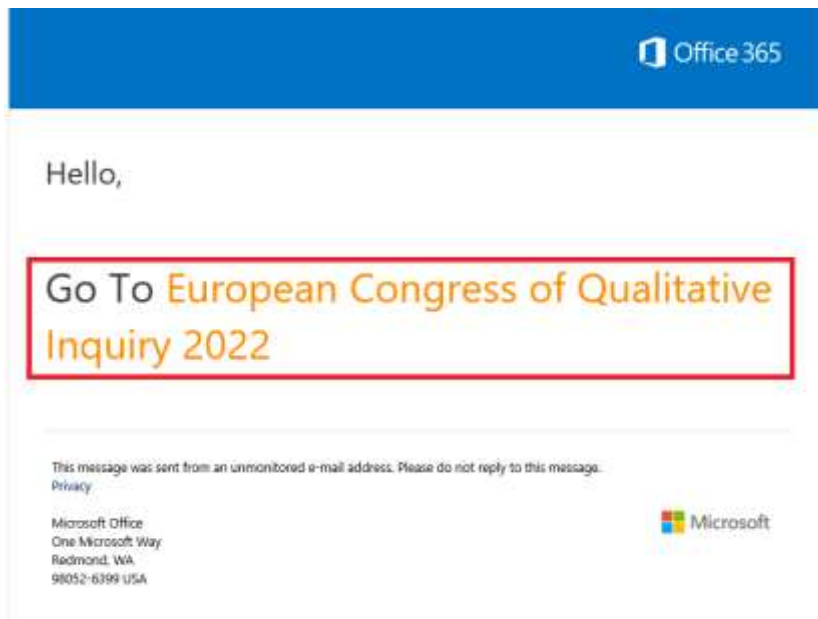 Office 365
Hello,
Go To European Congress of Qualitative
Inquiry 2022
This message was sent from an unmonitored e-mail address. Please do not reply to this message.
Privacy
Microsoft Office
One Microsoft Way
Redmond, WA
98052-6399 USA
Microsoft